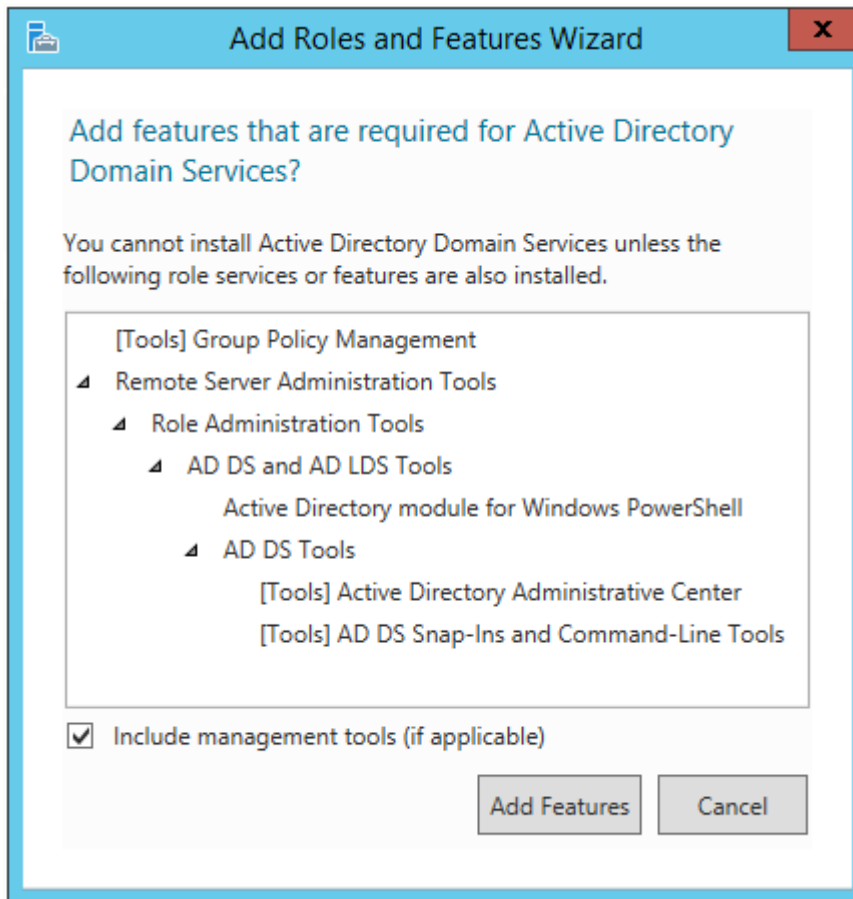 Add Roles and Features Wizard
x
Add features that are required for Active Directory
Domain Services?
You cannot install Active Directory Domain Services unless the
following role services or features are also installed.
[Tools] Group Policy Management
Remote Server Administration Tools
Role Administration Tools
AD DS and AD LDS Tools
Active Directory module for Windows PowerShell
AD DS Tools
[Tools] Active Directory Administrative Center
[Tools] AD DS Snap-Ins and Command-Line Tools
Include management tools (if applicable)
Add Features
Cancel